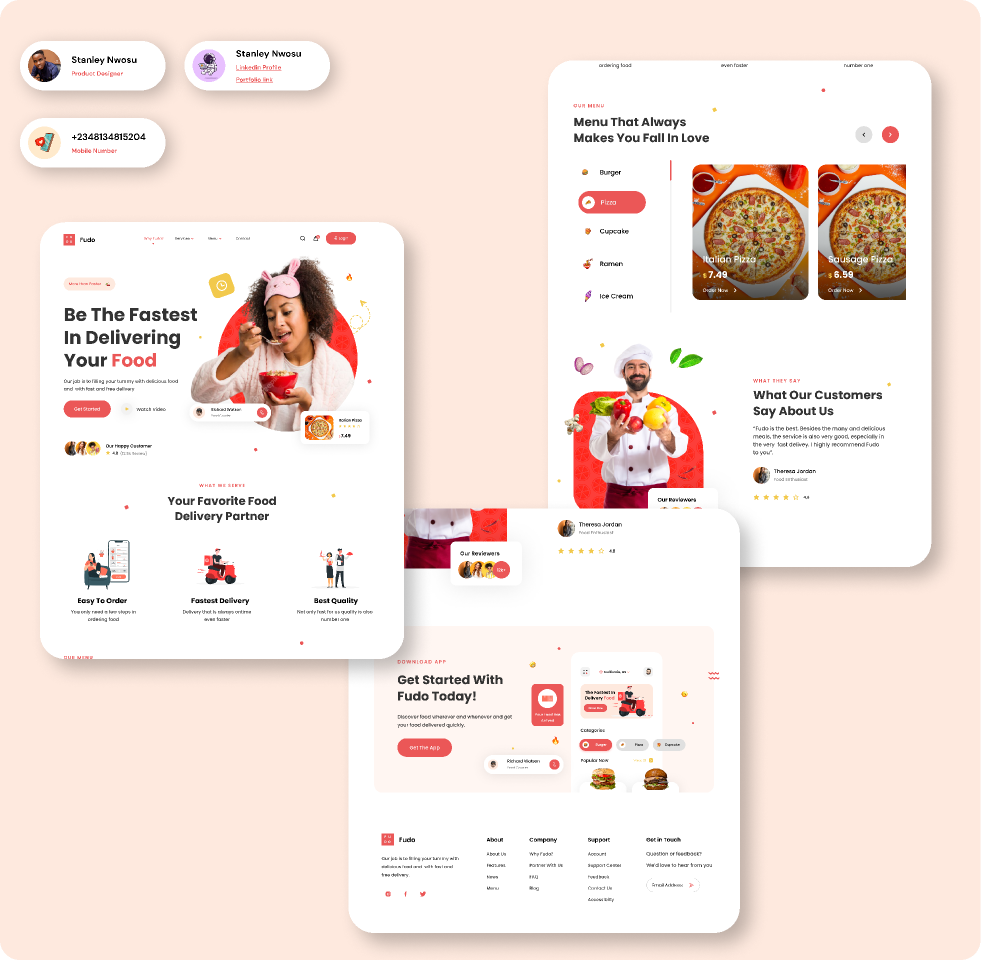 Stanley Nwosu
Product Designer
Stanley Nwosu
Linkedin Profile
Portfolio link
+2348134815204
Mobile Number
Fudo
Why Fudo?
Services
Menu
Contact
Login
More than Faster
Be The Fastest
In Delivering
Your Food
Our job is to filling your tummy with delicious food
and with fast and free delivery.
Get Started
Watch Video
Our Happy Customer
4.8
Richard Watson
Food Courier
Italian Pizza
$7.49
WHAT WE SERVE
Your Favorite Food
Delivery Partner
Easy To Order
You only need a few steps in
ordering food
Fastest Delivery
Delivery that is always ontime
even faster
Best Quality
Not only fast for us quality is also
number one
OUR MENU
ordering food
even faster
number one
OUR MENU
Menu That Always
Makes You Fall In Love
Burger
Pizza
Cupcake
Ramen
Ice Cream
Italian Pizza
$ 7.49
Order Now
Sausage Pizza
$ 6.59
Order Now
WHAT THEY SAY
What Our Customers
Say About Us
"Fudo is the best. Besides the many and delicious
meals, the service is also very good, especially in
the very fast delivey. I highly recommend Fudo
to you".
Theresa Jordan
Food Enthusiast
4.8
Our Reviewers
Our Reviewers
12k+
Theresa Jordan
Food Enthusiast
4.8
DOWNLOAD APP
Get Started With
Fudo Today!
Discover food wherever and whenever and get
your food delivered quickly.
Get The App
Richard Watson
Food Courier
The Fastest In
Delivery Food
Categories
Burger
Pizza
Cupcake
Popular Now
Fudo
Our job is to filling your tummy with
delicious food and with fast and
free delivery.
About
About Us
Features
News
Menu
Company
Why Fudo?
Partner With Us
FAQ
Blog
Support
Account
Support Center
Feedback
Contact Us
Accessibility
Get in Touch
Question or feedback?
We'd love to hear from you
Email Address